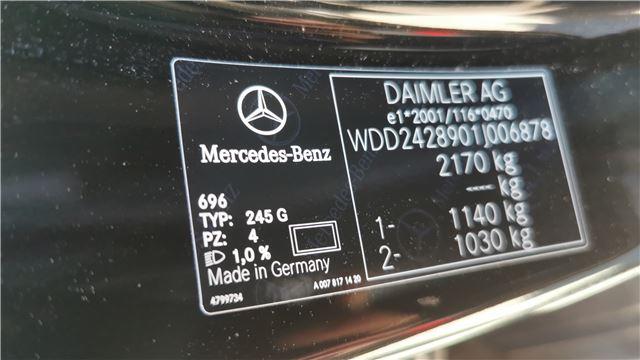 Mercedes-Benz
696
TYP: 245 G
PZ: 4
1,0 %
Made in Germany
4799734
A 007 817 14 20
DAIMLER AG
e1*2001/116*0470
WDD2428901J006878
2170 kg
---- kg
1- 1140 kg
2- 1030 kg